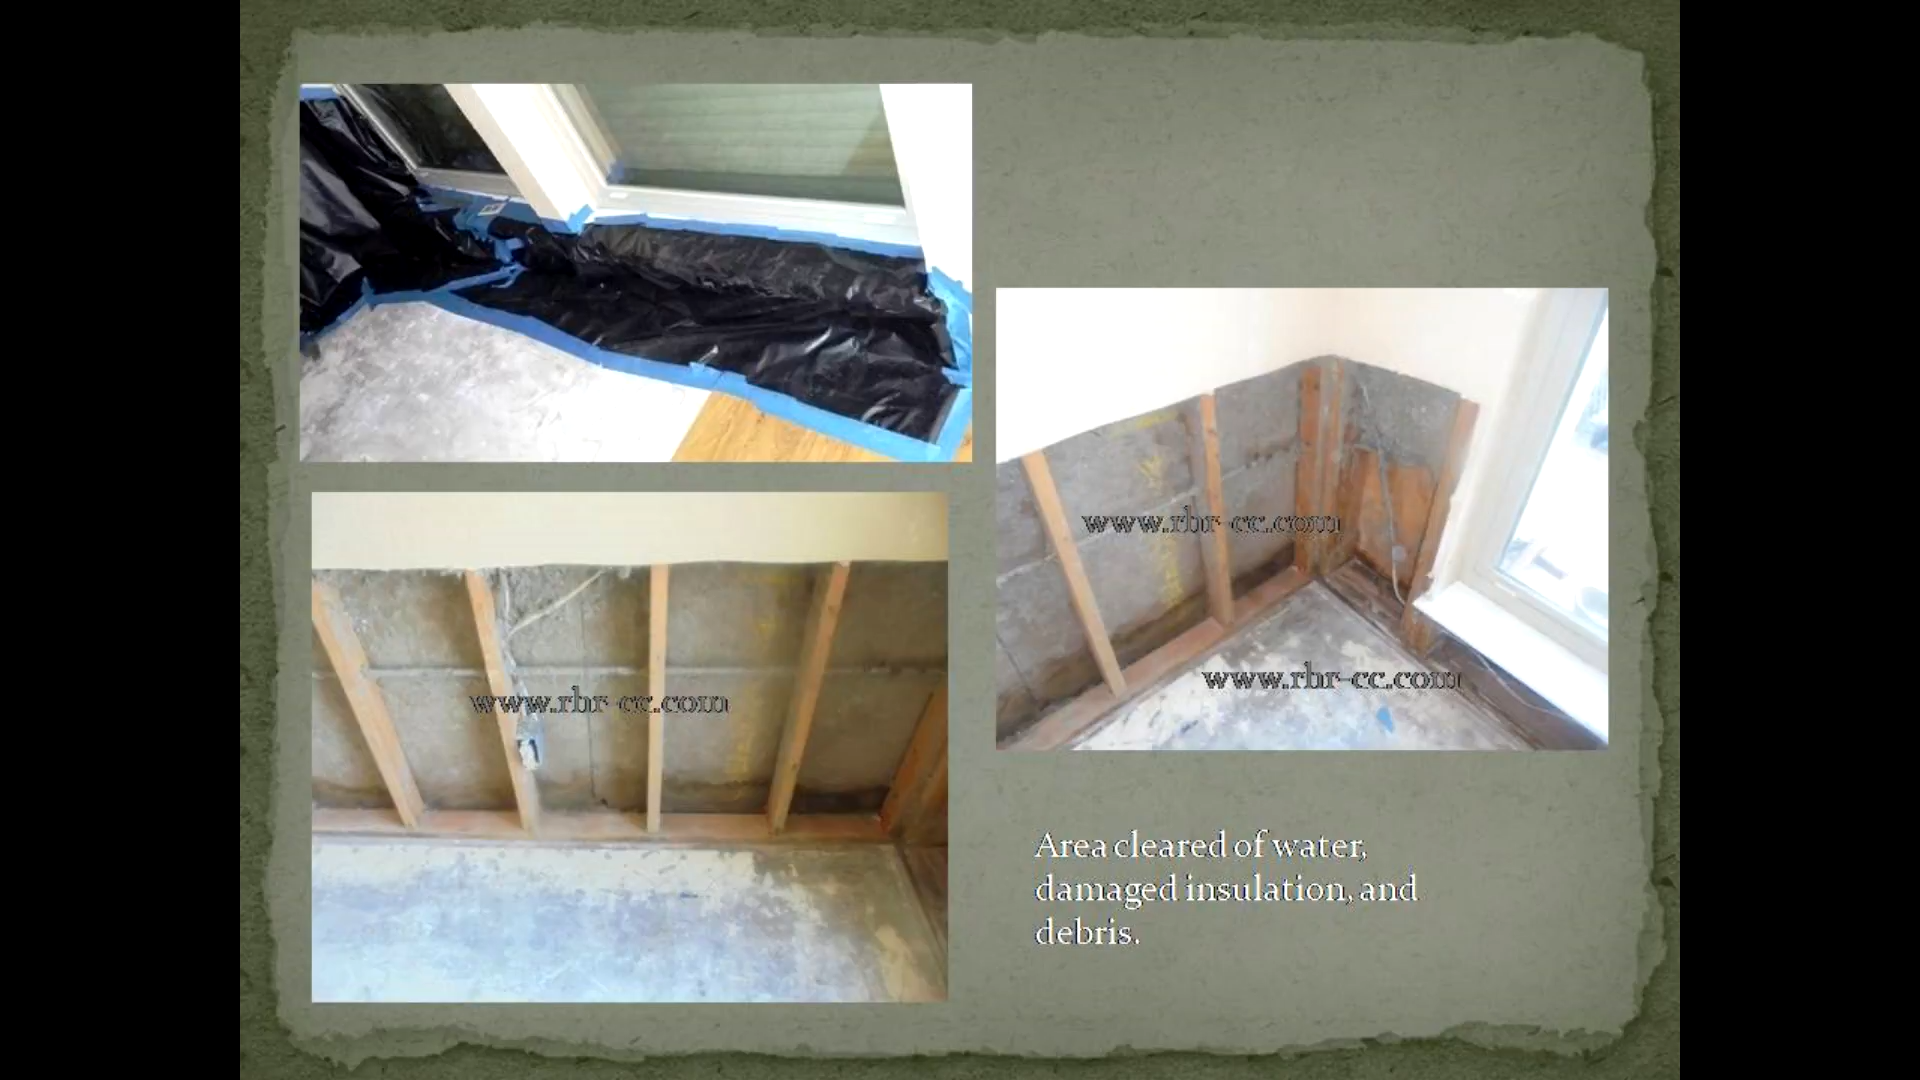 www.rbr-cc.com
www.rbr-cc.com
www.rbr-cc.com
Area cleared of water,
damaged insulation, and
debris.